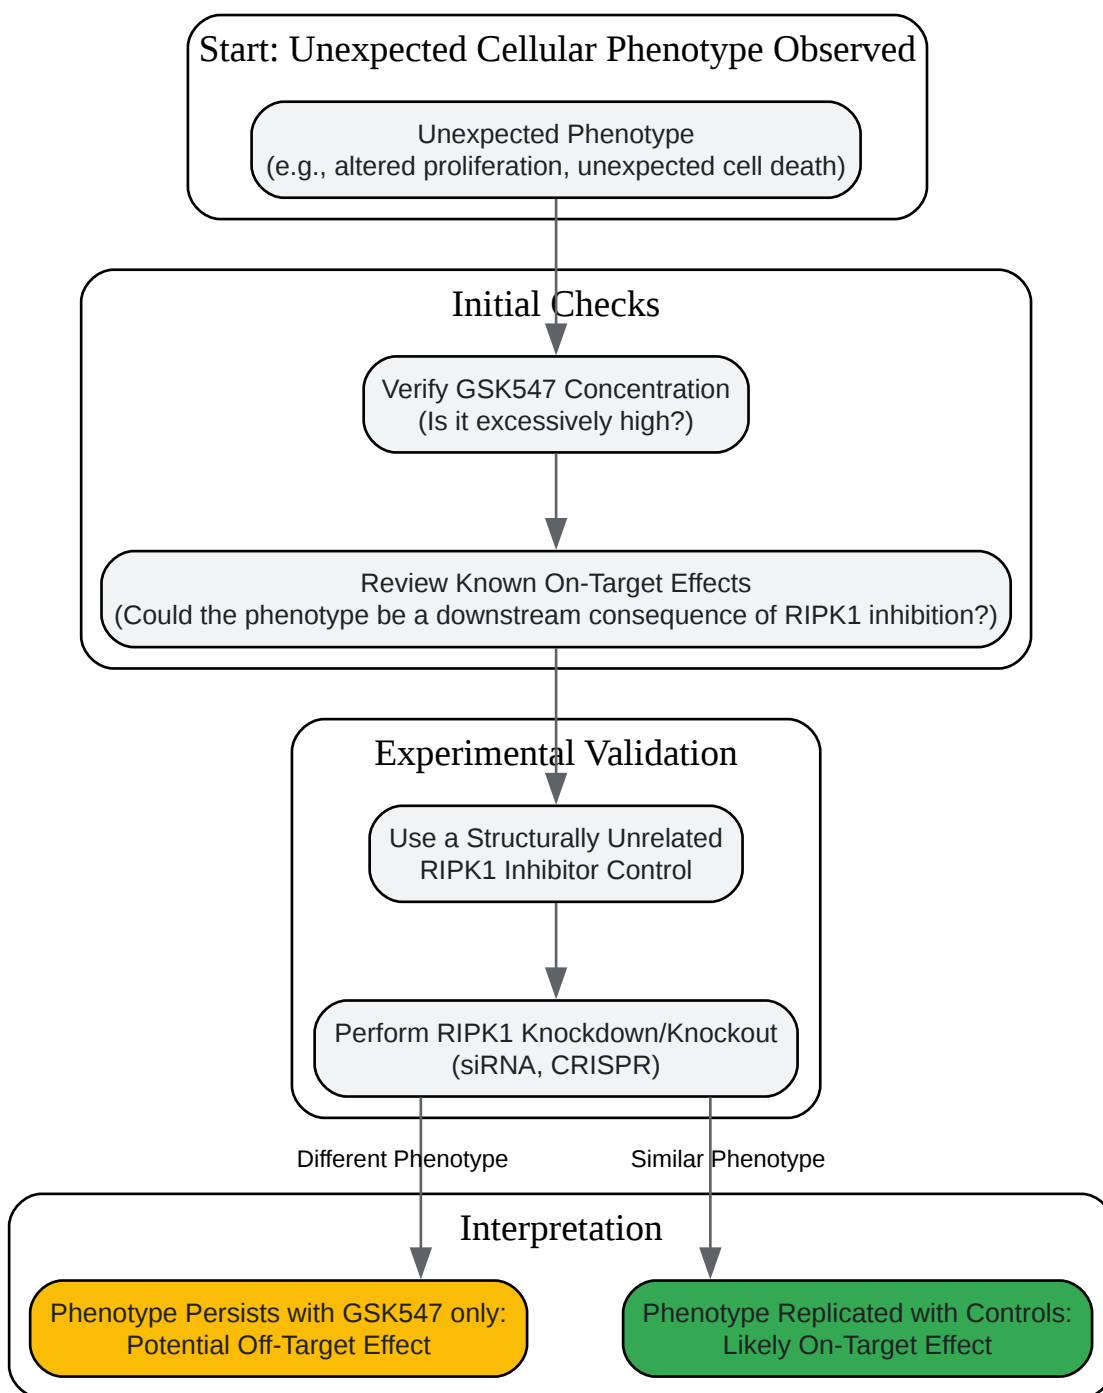 Start: Unexpected Cellular Phenotype Observed
Unexpected Phenotype
(e.g., altered proliferation, unexpected cell death)
Initial Checks
Verify GSK547 Concentration
(Is it excessively high?)
Review Known On-Target Effects
(Could the phenotype be a downstream consequence of RIPK1 inhibition?)
Experimental Validation
Use a Structurally Unrelated
RIPK1 Inhibitor Control
Perform RIPK1 Knockdown/Knockout
(siRNA, CRISPR)
Different Phenotype
Similar Phenotype
Interpretation
Phenotype Persists with GSK547 only:
Potential Off-Target Effect
Phenotype Replicated with Controls:
Likely On-Target Effect